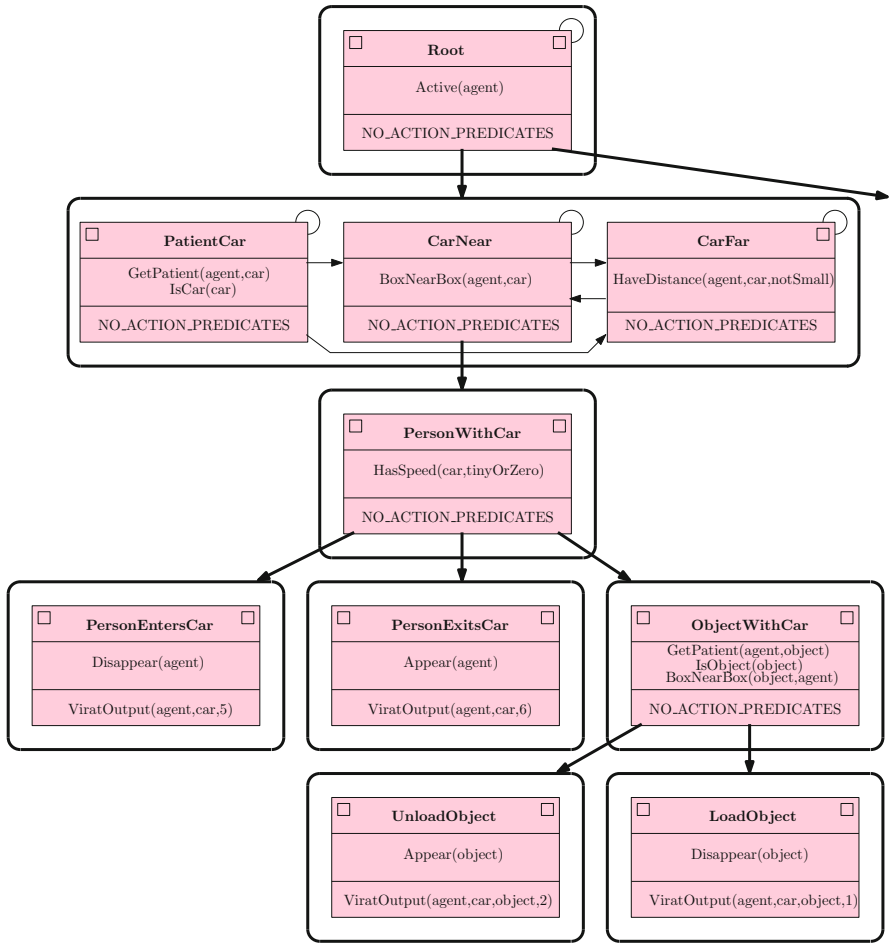 Root
Active(agent)
NO_ACTION_PREDICATES
PatientCar
GetPatient(agent,car)
IsCar(car)
NO_ACTION_PREDICATES
CarNear
BoxNearBox(agent,car)
NO_ACTION_PREDICATES
CarFar
HaveDistance(agent,car,notSmall)
NO_ACTION_PREDICATES
PersonWithCar
HasSpeed(car,tinyOrZero)
NO_ACTION_PREDICATES
PersonEntersCar
Disappear(agent)
ViratOutput(agent,car,5)
PersonExitsCar
Appear(agent)
ViratOutput(agent,car,6)
ObjectWithCar
GetPatient(agent,object)
IsObject(object)
BoxNearBox(object,agent)
NO_ACTION_PREDICATES
UnloadObject
Appear(object)
ViratOutput(agent,car,object,2)
LoadObject
Disappear(object)
ViratOutput(agent,car,object,1)